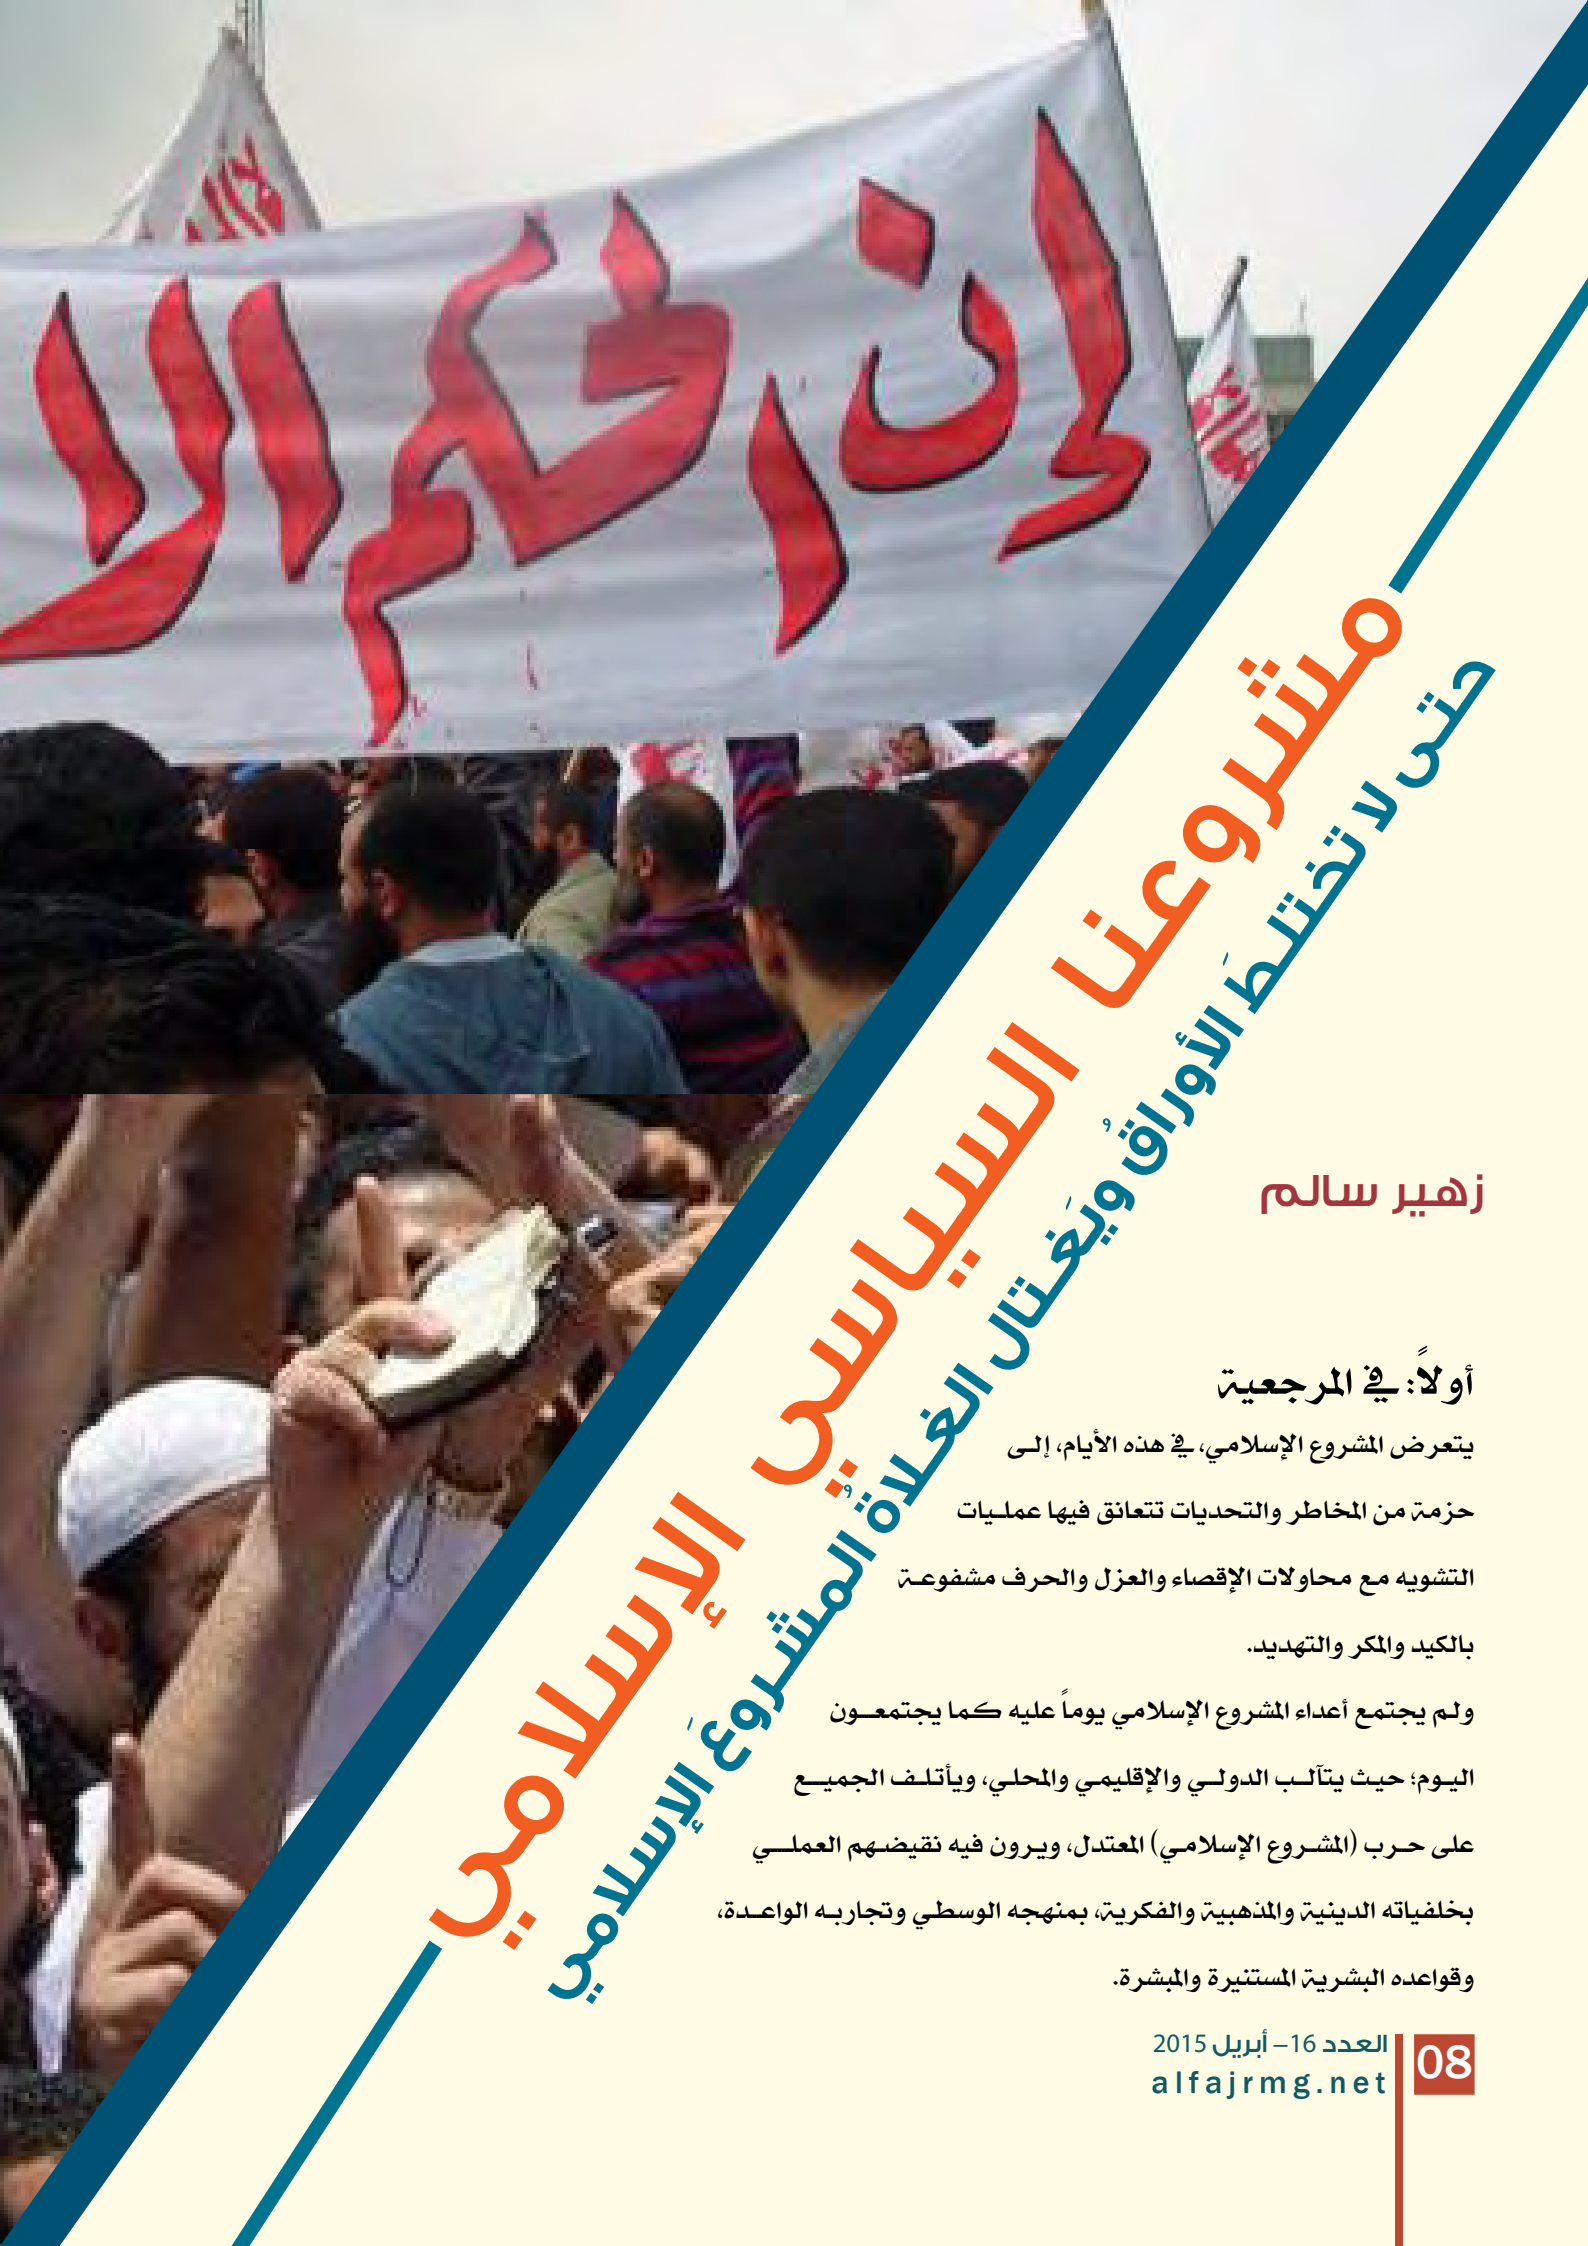 إن الحكم إلا
مشروعنا السياسي الإسلامي
حتى لا تختلطَ الأوراقُ ويَغتال الغلاةُ المشروعَ الإسلامي
زهير سالم
أولاً: في المرجعية
يتعرض المشروع الإسلامي، في هذه الأيام، إلى
حزمة من المخاطر والتحديات تتعانق فيها عمليات
التشويه مع محاولات الإقصاء والعزل والحرف مشفوعة
بالكيد والمكر والتهديد.
ولم يجتمع أعداء المشروع الإسلامي يوماً عليه كما يجتمعون
اليوم؛ حيث يتآلب الدولي والإقليمي والمحلي، ويأتلف الجميع
على حرب (المشروع الإسلامي) المعتدل، ويرون فيه نقيضهم العملي
بخلفياته الدينية والمذهبية والفكرية، بمنهجه الوسطي وتجاربه الواعدة،
وقواعده البشرية المستنيرة والمبشرة.
العدد 16– أبريل 2015
alfajrmg.net
08